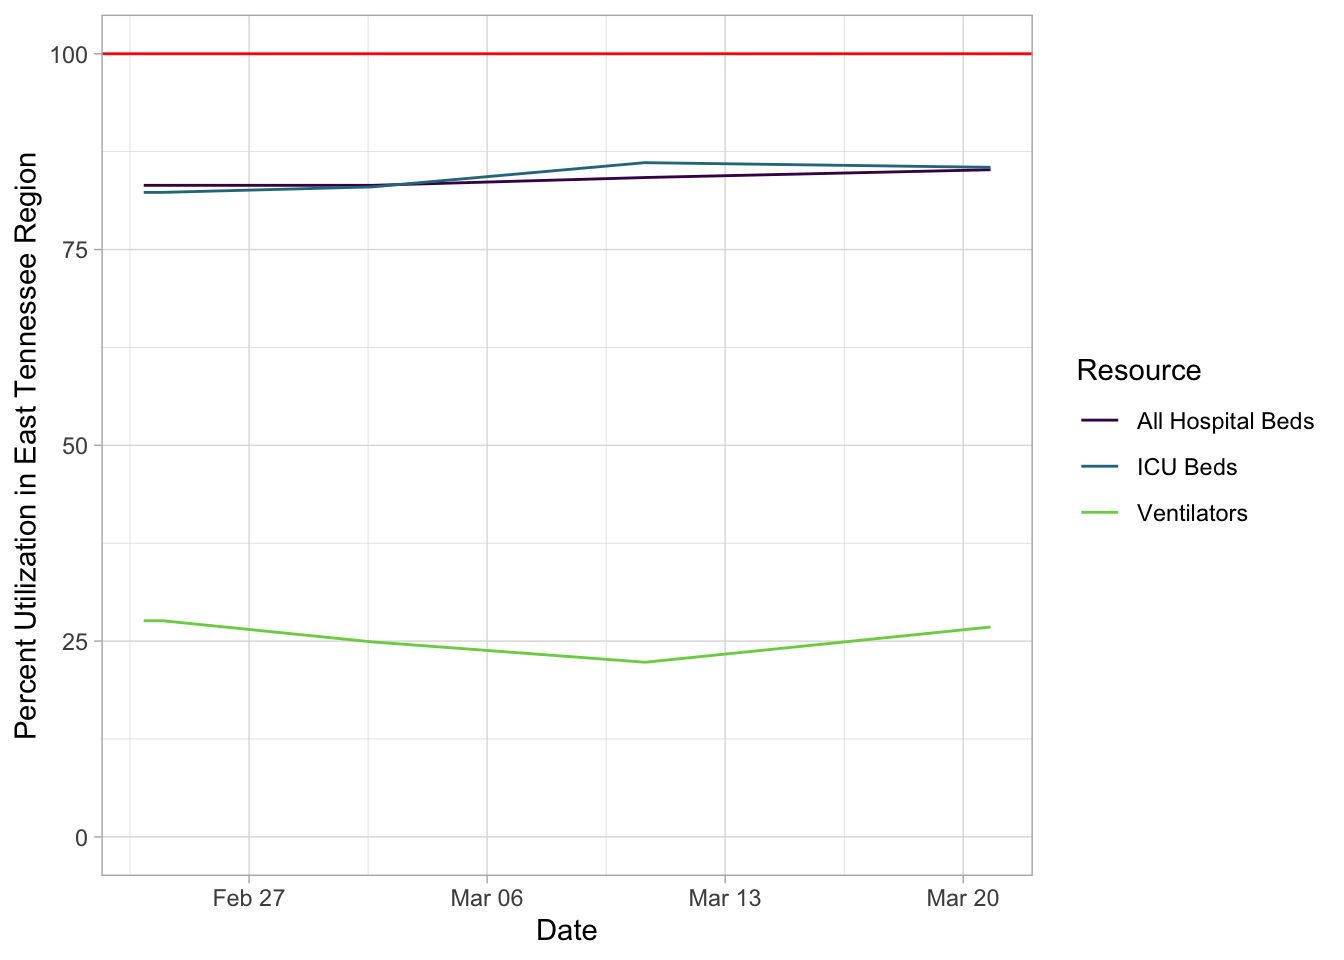 Percent Utilization in East Tennessee Region
100
75
50
25
0
Feb 27
Mar 06
Mar 13
Mar 20
Date
Resource
All Hospital Beds
ICU Beds
Ventilators